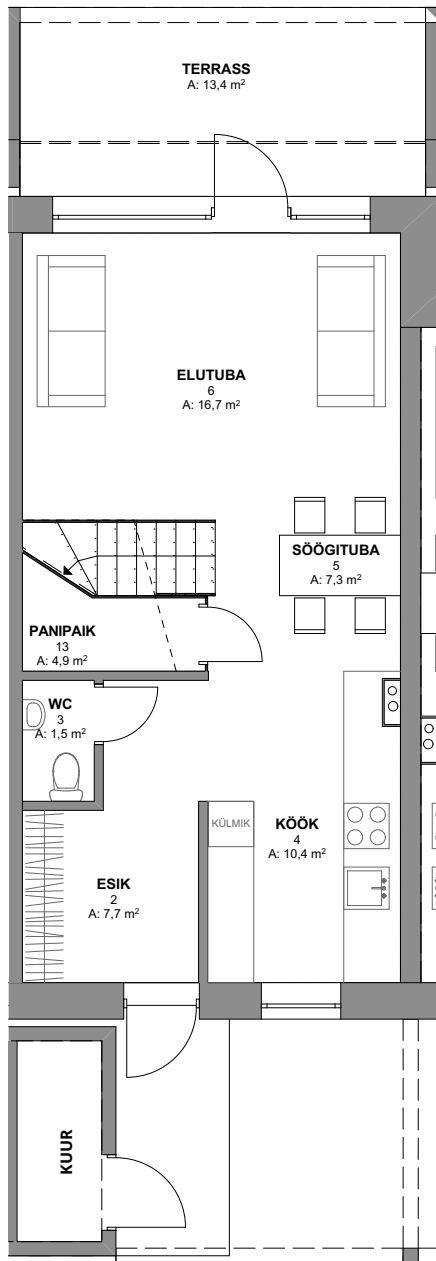 TERRASS
A: 13,4 m²
ELUTUBA
6
A: 16,7 m²
SÖÖGITUBA
5
A: 7,3 m²
PANIPAIK
13
A: 4,9 m²
WC
3
A: 1,5 m²
KÜLMIK
KÖÖK
4
A: 10,4 m²
ESIK
2
A: 7,7 m²
KUUR